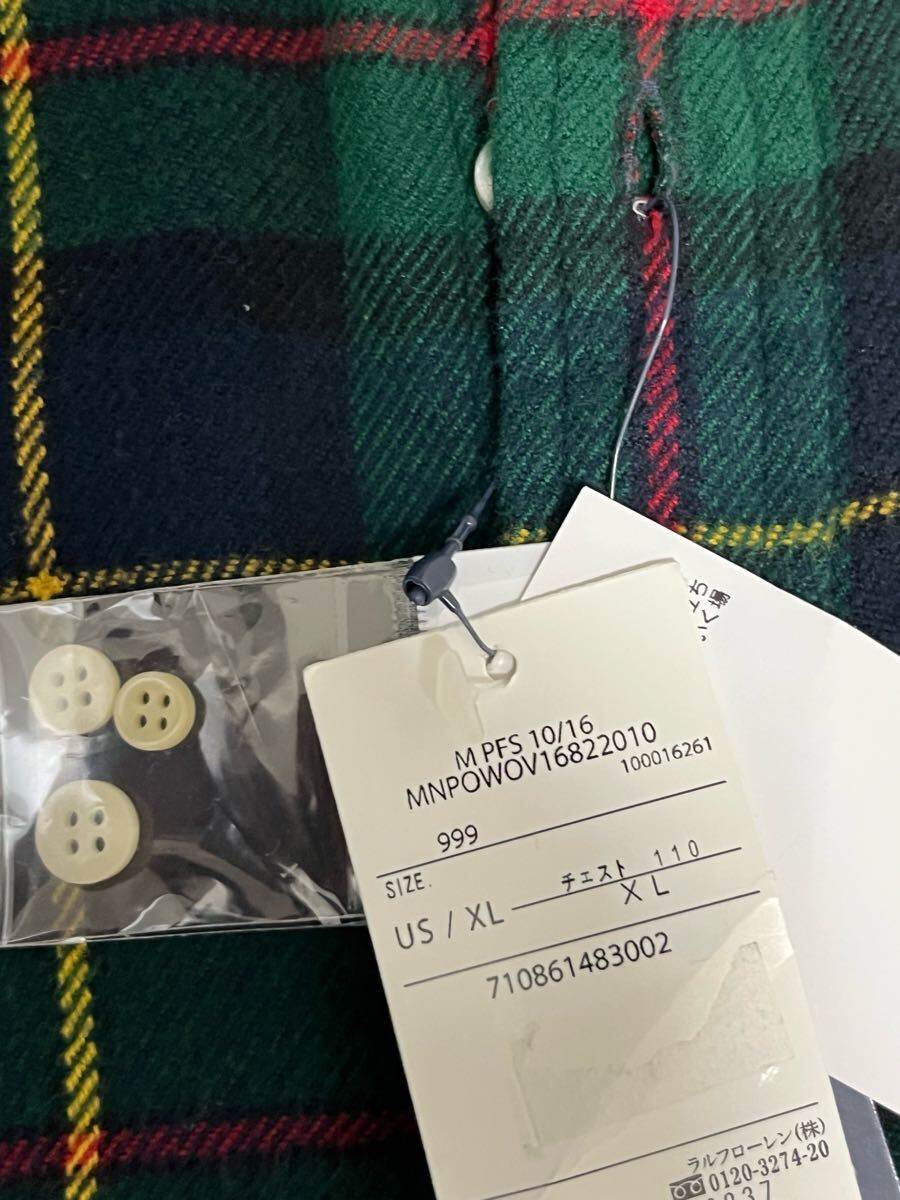 M PFS 10/16
MNPOWOV16822010
100016261
999
SIZE.
チェスト 110
US / XL
XL
710861483002
ラルフローレン(株)
0120-3274-20